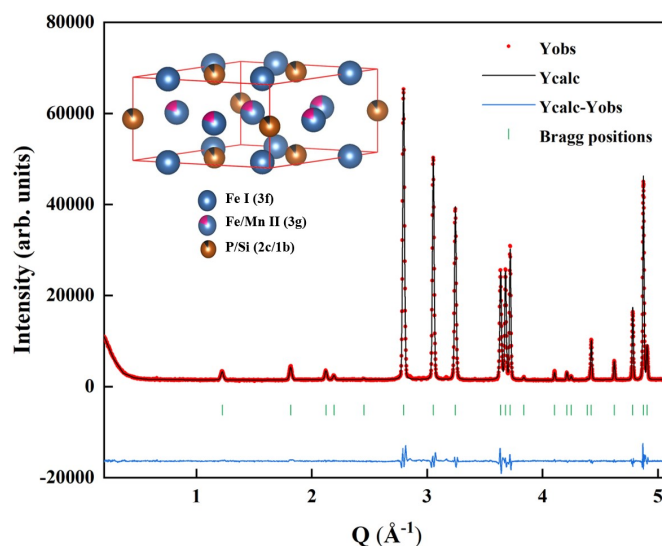 80000
60000
40000
20000
0
-20000
Intensity (arb. units)
Yobs
Ycalc
Ycalc-Yobs
Bragg positions
Fe I (3f)
Fe/Mn II (3g)
P/Si (2c/1b)
1 2 3 4 5
Q (Å⁻¹)